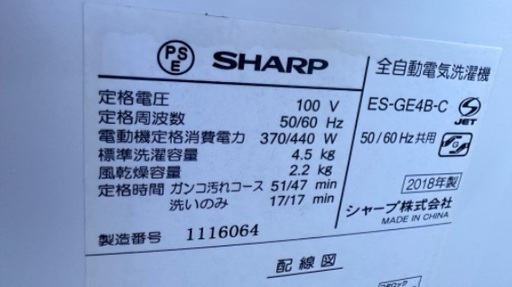 PS E SHARP
全自動電気洗濯機
定格電圧 100 V
ES-GE4B-C
定格周波数 50/60 Hz
S JET
電動機定格消費電力 370/440 W
50/60Hz共用
標準洗濯容量 4.5 kg
風乾燥容量 2.2 kg
2018年製
定格時間 ガンコ汚れコース 51/47 min
洗いのみ 17/17 min
シャープ株式会社
MADE IN CHINA
製造番号 1116064
配線図